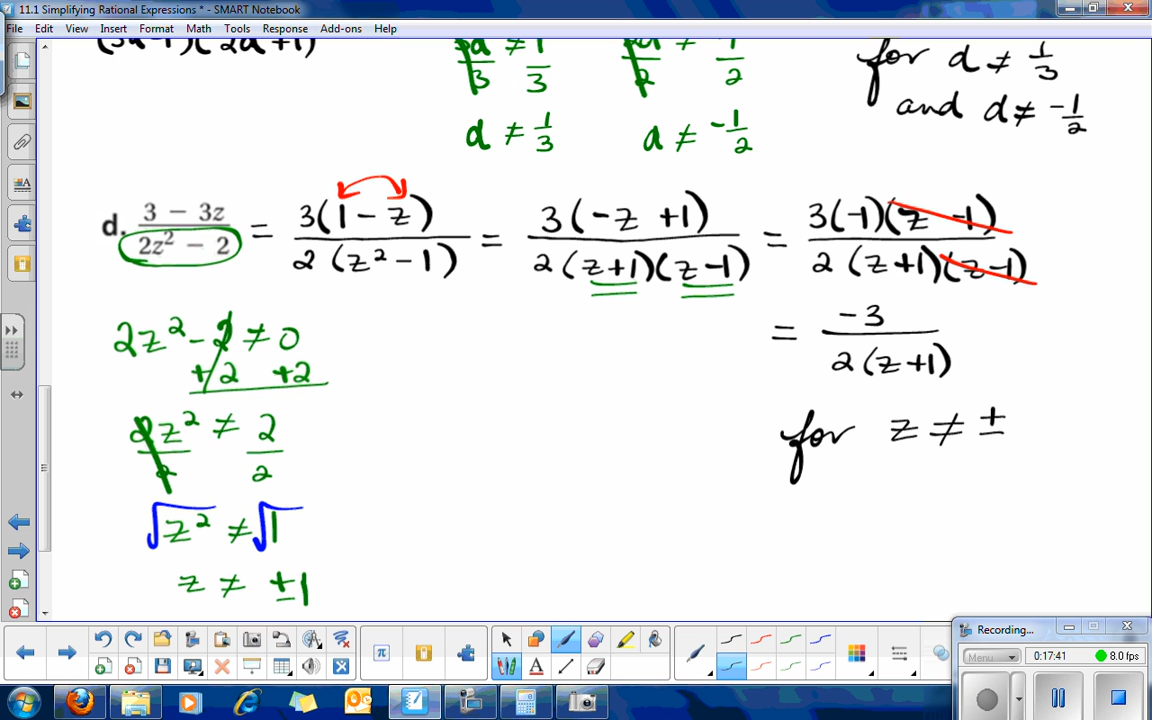 11.1 Simplifying Rational Expressions * - SMART Notebook
File Edit View Insert Format Math Tools Response Add-ons Help
for d ≠ 1/3
and d ≠ -1/2
d ≠ 1/3
d ≠ -1/2
d. (3 - 3z)/(2z² - 2) = 3(1 - z)/(2(z² - 1)) = 3(-z + 1)/(2(z+1)(z-1)) = 3(-1)(z - 1)/(2(z+1)(z-1))
= -3/(2(z+1))
for z ≠ ±
2z² - 2 ≠ 0
+2 +2
2z²/2 ≠ 2/2
√z² ≠ √1
z ≠ ±1
Recording...
Menu 0:17:41 8.0 fps